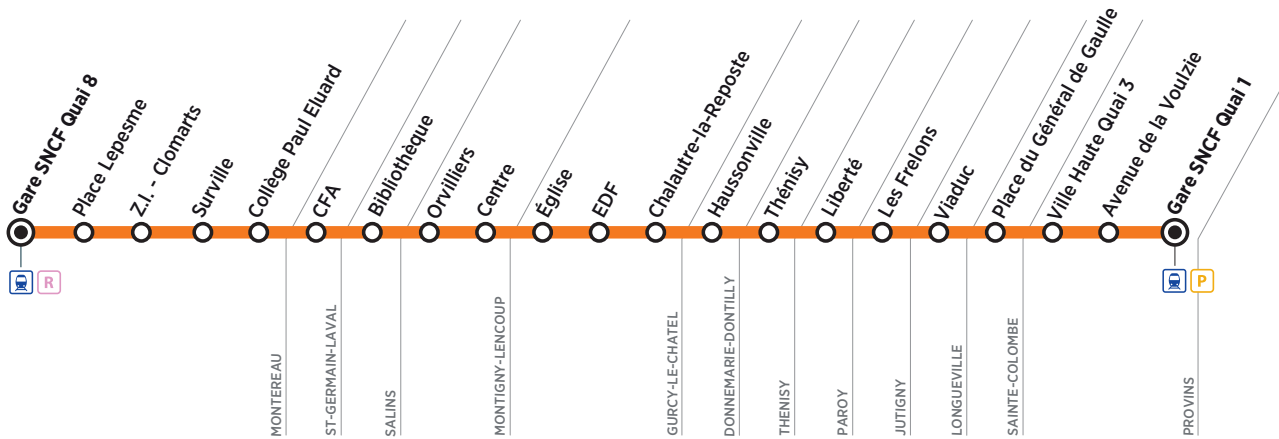 Gare SNCF Quai 8
Place Lepesme
Z.I. - Clomarts
Surville
Collège Paul Eluard
CFA
Bibliothèque
Orvilliers
Centre
Église
EDF
Chalautre-la-Reposte
Haussonville
Thénisy
Liberté
Les Frelons
Viaduc
Place du Général de Gaulle
Ville Haute Quai 3
Avenue de la Voulzie
Gare SNCF Quai 1
R
P
MONTEREAU
ST-GERMAIN-LAVAL
SALINS
MONTIGNY-LENCOUP
GURCY-LE-CHATEL
DONNEMARIE-DONTILLY
THENISY
PAROY
JUTIGNY
LONGUEVILLE
SAINTE-COLOMBE
PROVINS